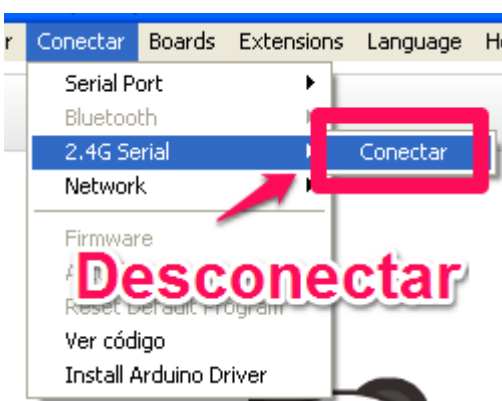 r Conectar Boards Extensions Language H
Serial Port
Bluetooth
2.4G Serial Conectar
Network
Firmware
Desconectar
Reset Default Program
Ver código
Install Arduino Driver